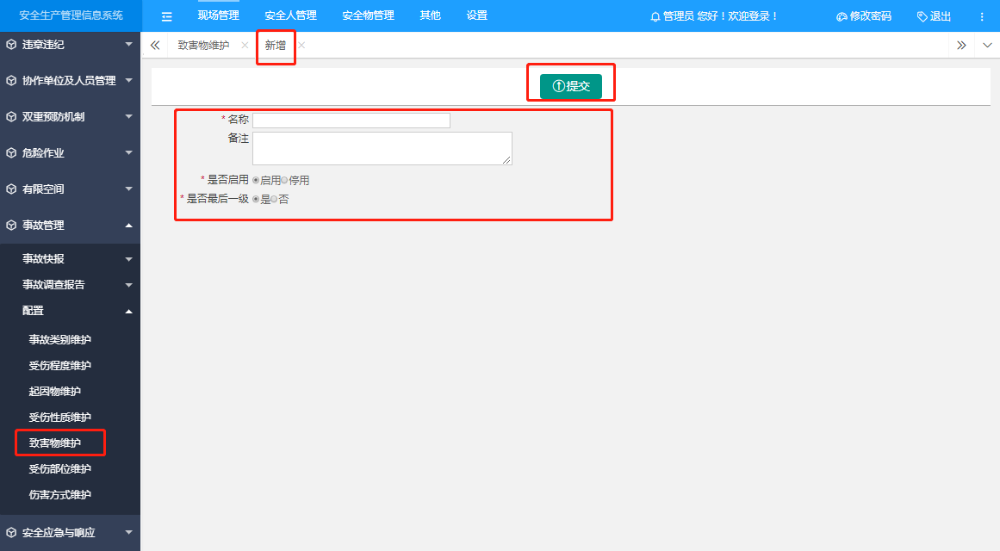 安全生产管理信息系统
现场管理 安全人管理 安全物管理 其他 设置
管理员 您好！欢迎登录！ 修改密码 退出
违章违纪
协作单位及人员管理
双重预防机制
危险作业
有限空间
事故管理
事故快报
事故调查报告
配置
事故类别维护
受伤程度维护
起因物维护
受伤性质维护
致害物维护
受伤部位维护
伤害方式维护
安全应急与响应
致害物维护 新增
提交
* 名称
备注
* 是否启用 启用 停用
* 是否最后一级 是 否